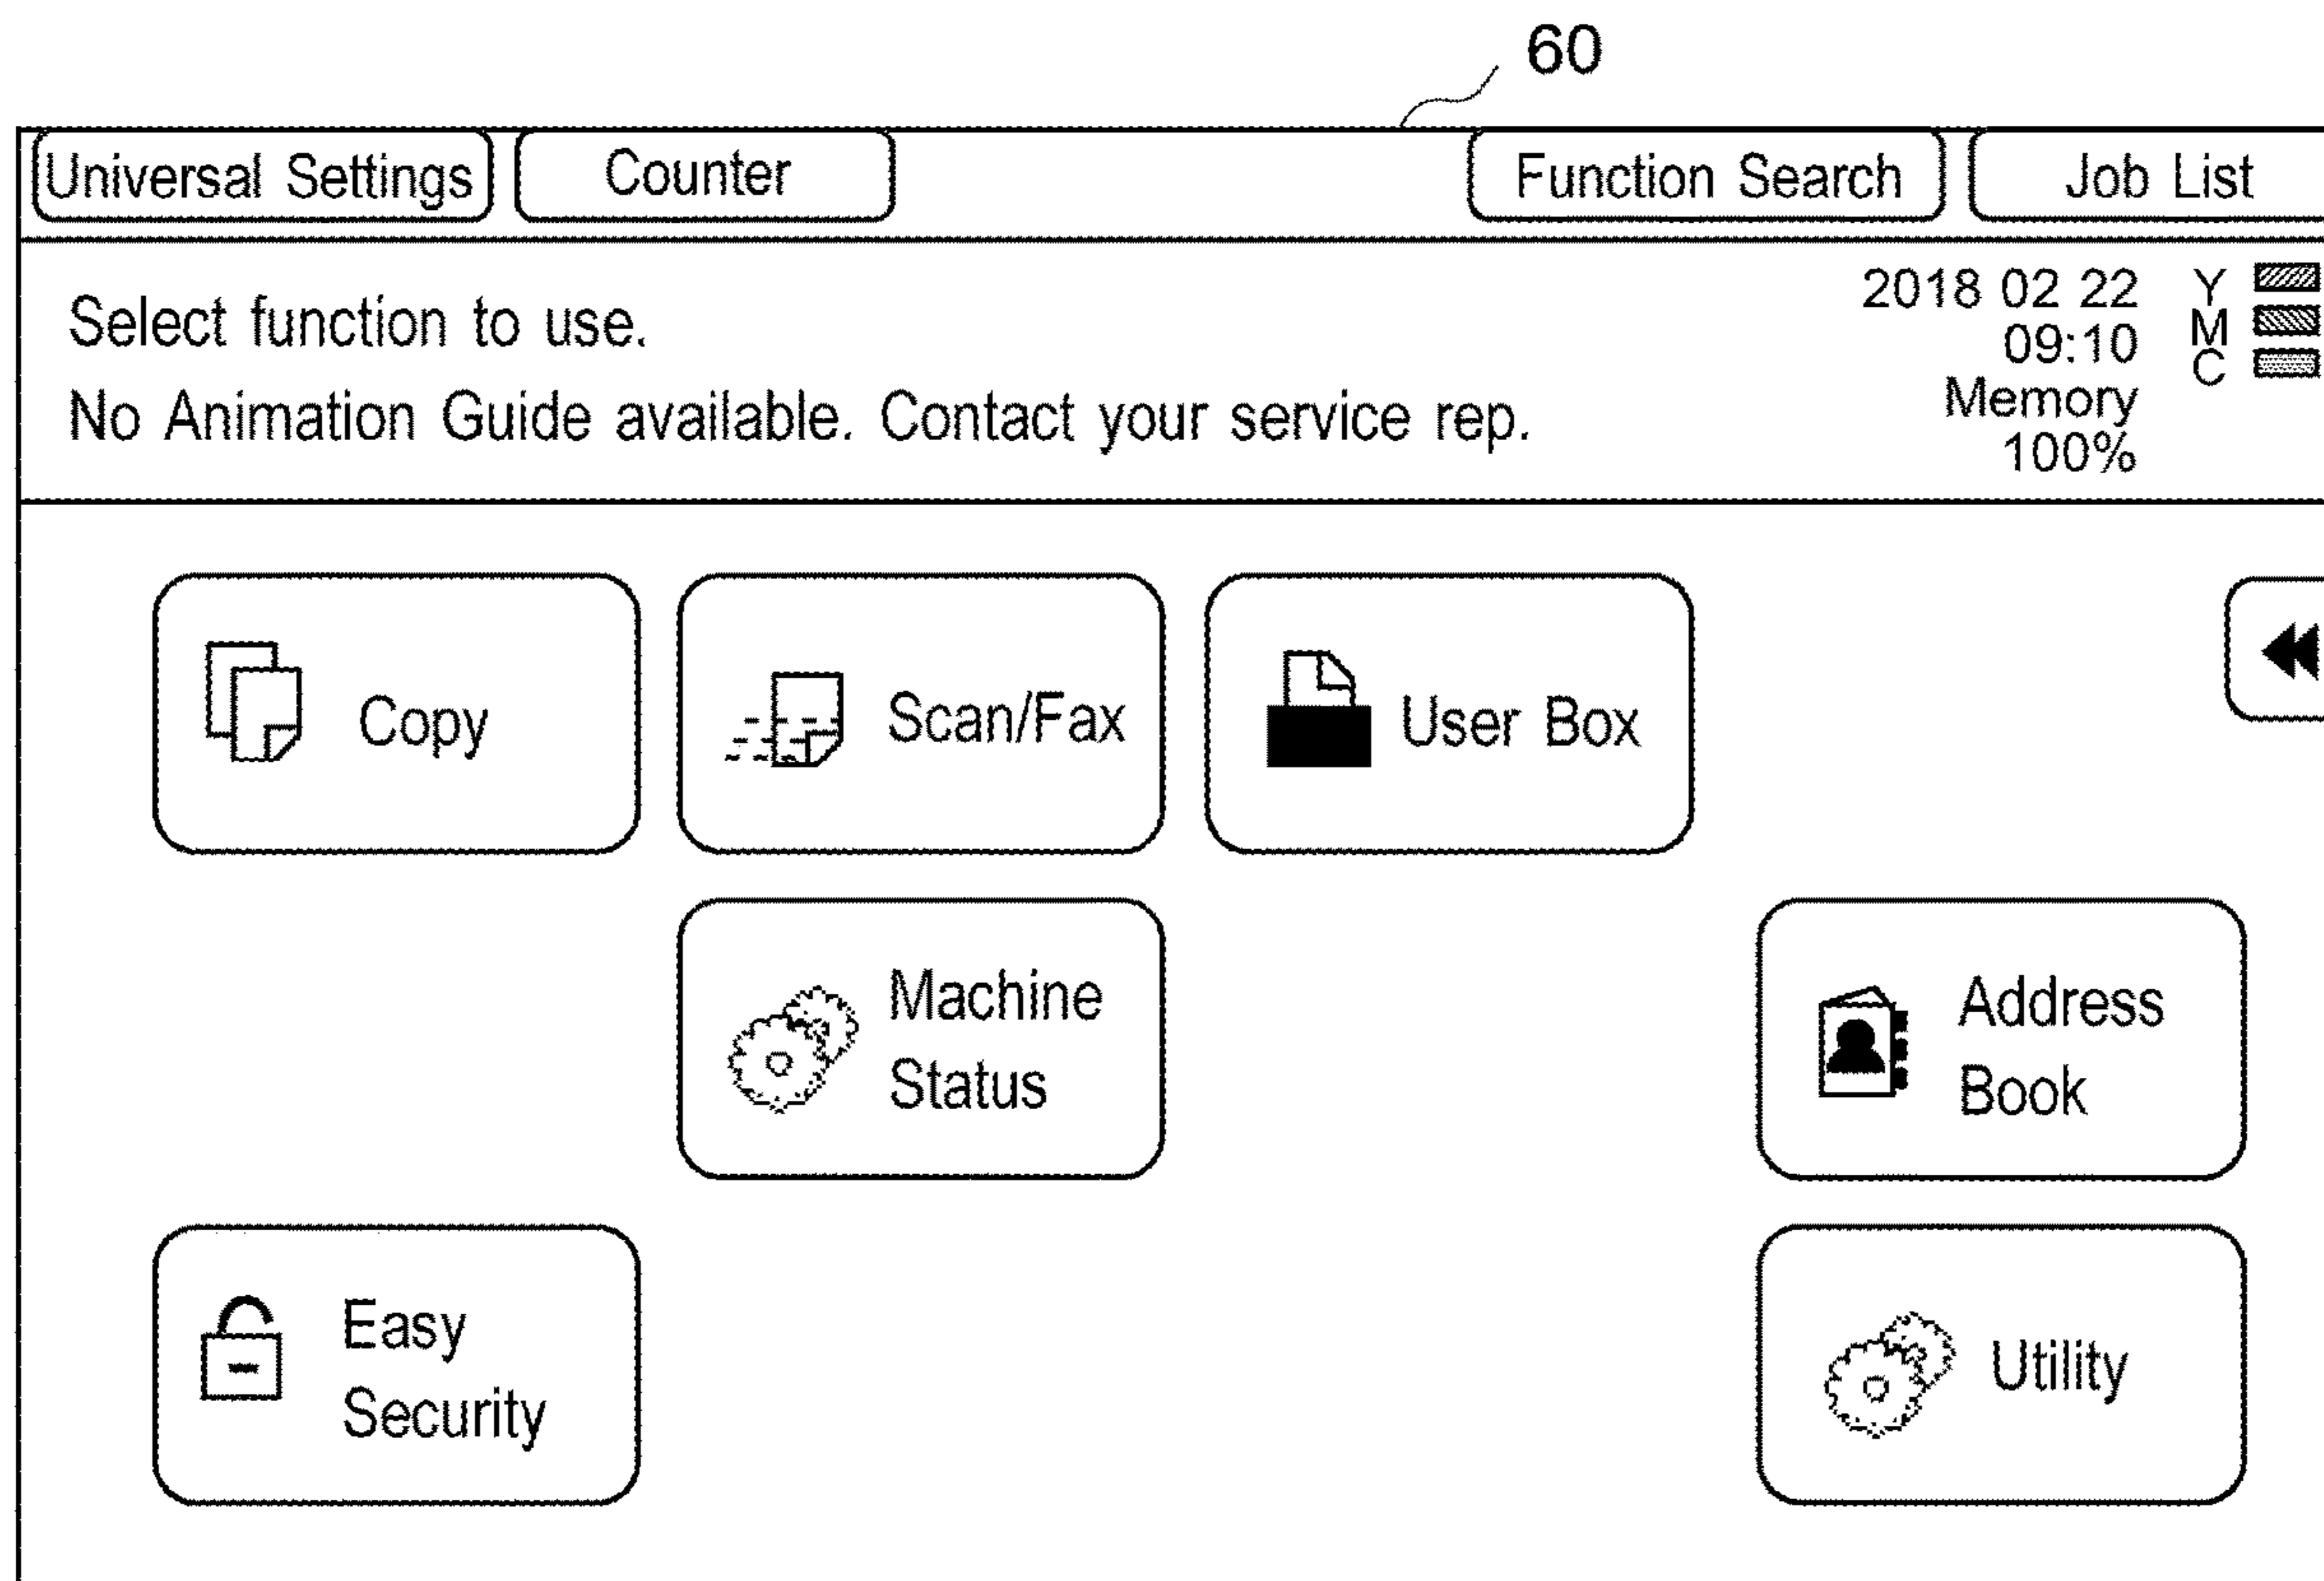 60
Universal Settings
Counter
Function Search
Job List
Select function to use.
No Animation Guide available. Contact your service rep.
2018 02 22
09:10
Memory
100%
Y
M
C
Copy
Scan/Fax
User Box
Machine
Status
Address
Book
Easy
Security
Utility